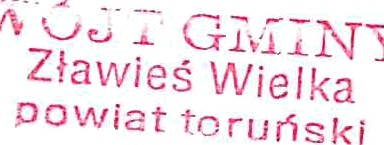 WÓJT GMINY
Zławieś Wielka
powiat toruński